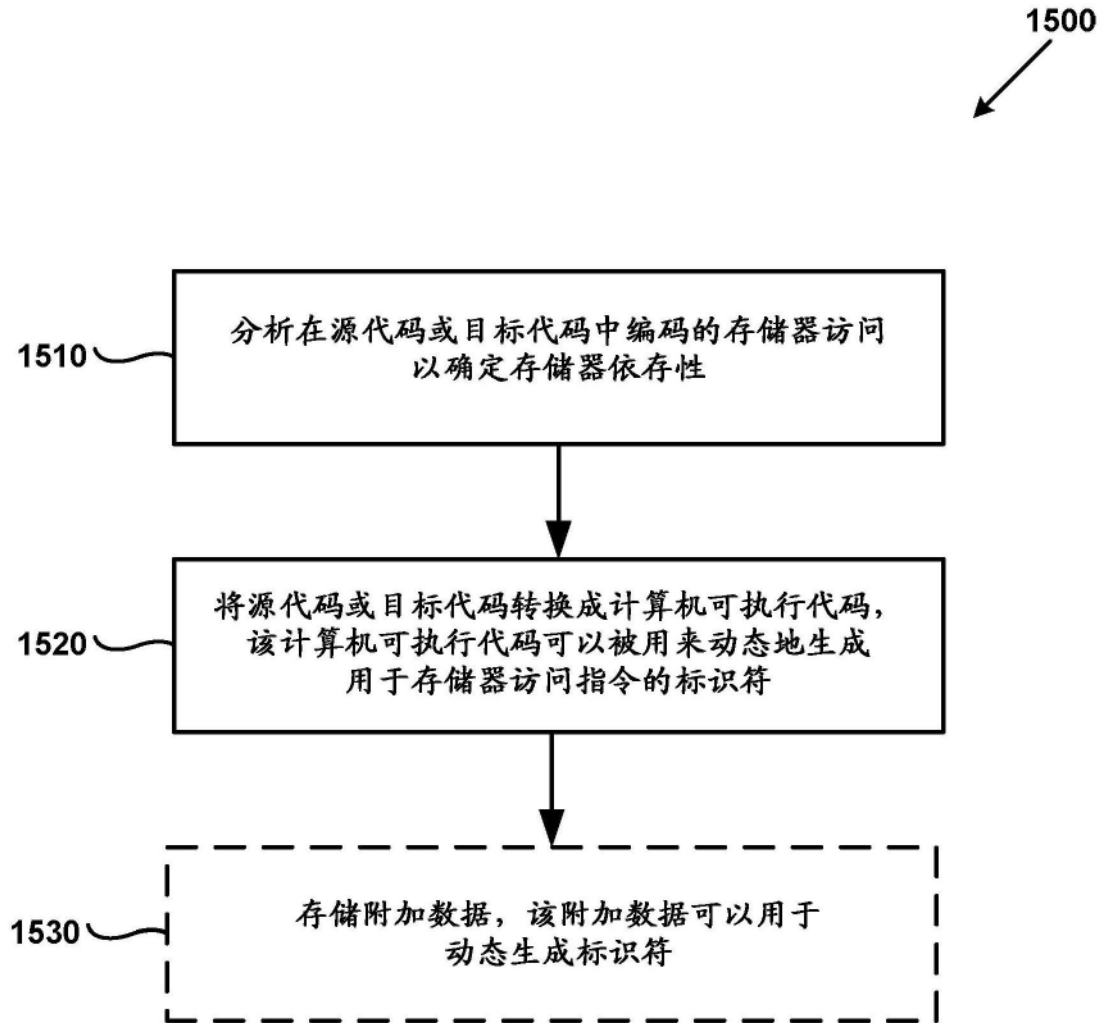 1500
1510
分析在源代码或目标代码中编码的存储器访问
以确定存储器依存性
1520
将源代码或目标代码转换成计算机可执行代码，
该计算机可执行代码可以被用来动态地生成
用于存储器访问指令的标识符
1530
存储附加数据，该附加数据可以用于
动态生成标识符